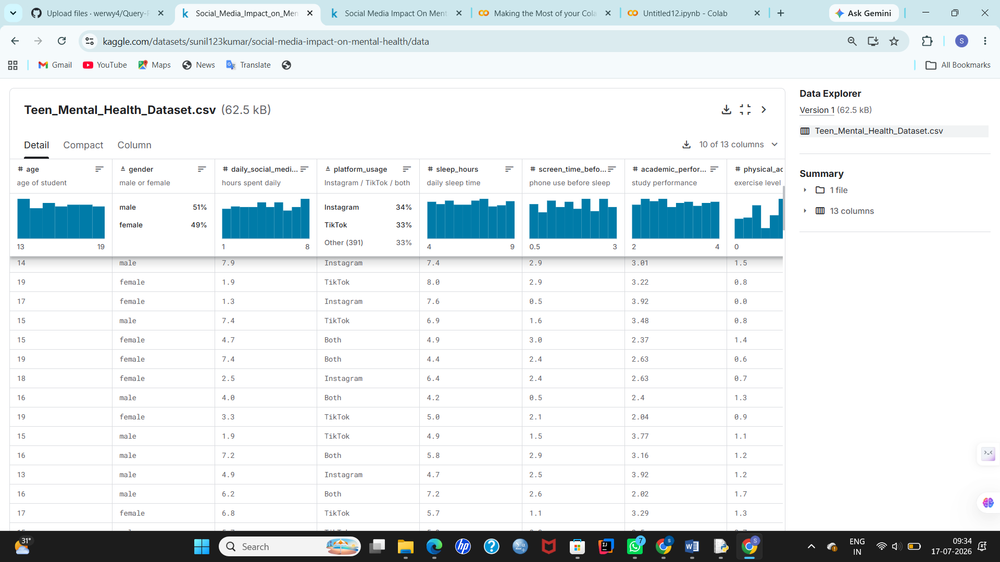 Upload files · werwy4/Query-P
Social_Media_Impact_on_Men
Social Media Impact On Ment
Making the Most of your Cola
Untitled12.ipynb - Colab
Ask Gemini
kaggle.com/datasets/sunil123kumar/social-media-impact-on-mental-health/data
S
Gmail
YouTube
Maps
News
Translate
All Bookmarks
Teen_Mental_Health_Dataset.csv (62.5 kB)
Detail Compact Column
10 of 13 columns
# age A gender # daily_social_medi... A platform_usage # sleep_hours # screen_time_befo... # academic_perfor... # physical_ac
age of student male or female hours spent daily Instagram / TikTok / both daily sleep time phone use before sleep study performance exercise level
male 51% Instagram 34%
female 49% TikTok 33%
Other (391) 33%
13 19 1 8 4 9 0.5 3 2 4 0
14 male 7.9 Instagram 7.4 2.9 3.01 1.5
19 female 1.9 TikTok 8.0 2.9 3.22 0.8
17 female 1.3 Instagram 7.6 0.5 3.92 0.0
15 male 7.4 TikTok 6.9 1.6 3.48 0.8
15 female 4.7 Both 4.9 3.0 2.37 1.4
19 female 7.4 Both 4.4 2.4 2.63 0.6
18 female 2.5 Instagram 6.4 2.4 2.63 0.7
16 male 4.0 Both 4.2 0.5 2.4 1.3
19 female 3.3 TikTok 5.0 2.1 2.04 0.9
15 male 1.9 TikTok 4.9 1.5 3.77 1.1
16 male 7.2 Both 5.8 2.9 3.16 1.2
13 male 4.9 Instagram 4.7 2.5 3.92 1.2
16 male 6.2 Both 7.2 2.6 2.02 1.7
17 female 6.8 TikTok 5.7 1.1 3.29 1.3
Data Explorer
Version 1 (62.5 kB)
Teen_Mental_Health_Dataset.csv
Summary
1 file
13 columns
31°
Search
7
ENG
IN
09:34
17-07-2026